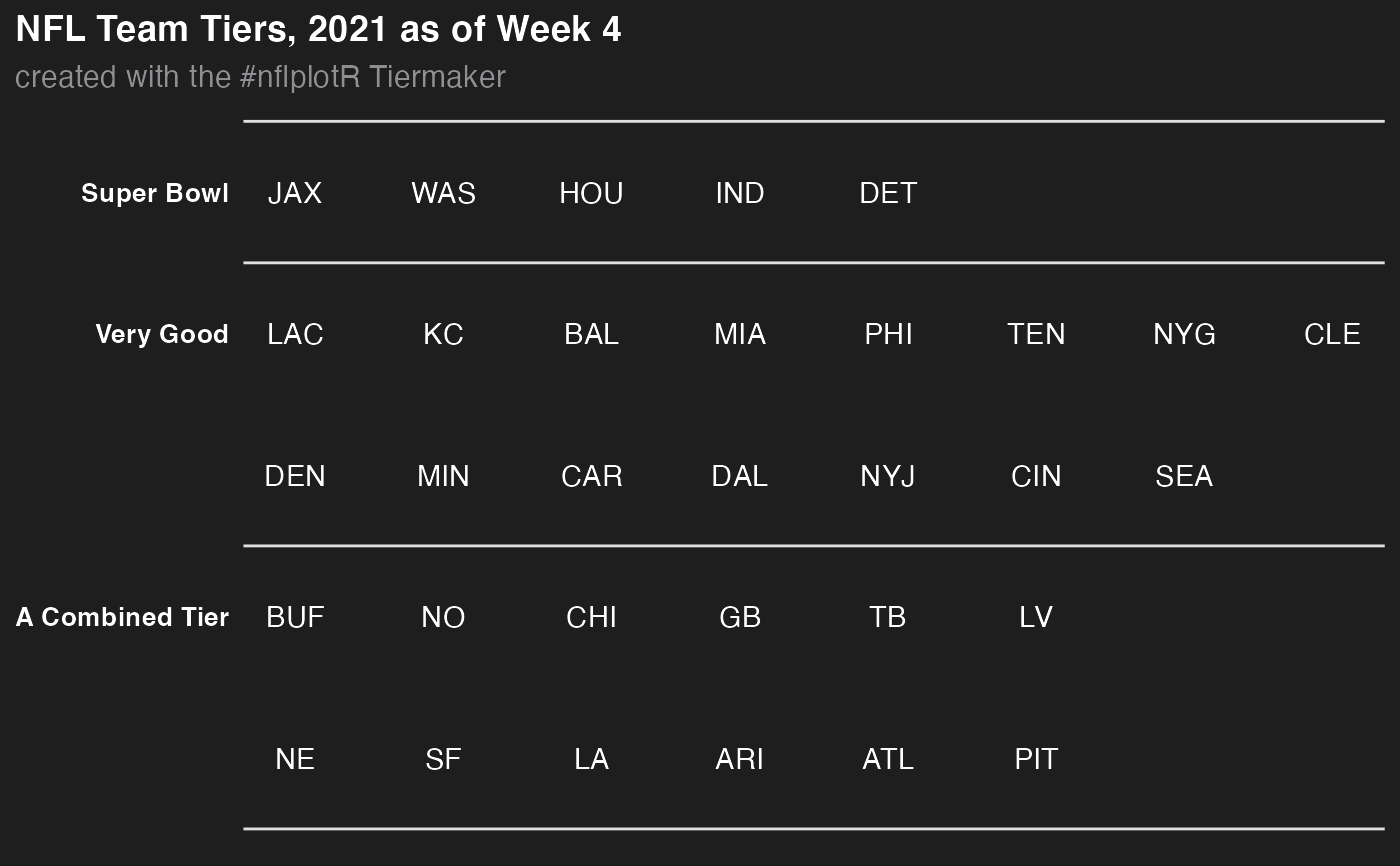 NFL Team Tiers, 2021 as of Week 4
created with the #nflplotR Tiermaker
Super Bowl JAX WAS HOU IND DET
Very Good LAC KC BAL MIA PHI TEN NYG CLE
DEN MIN CAR DAL NYJ CIN SEA
A Combined Tier BUF NO CHI GB TB LV
NE SF LA ARI ATL PIT